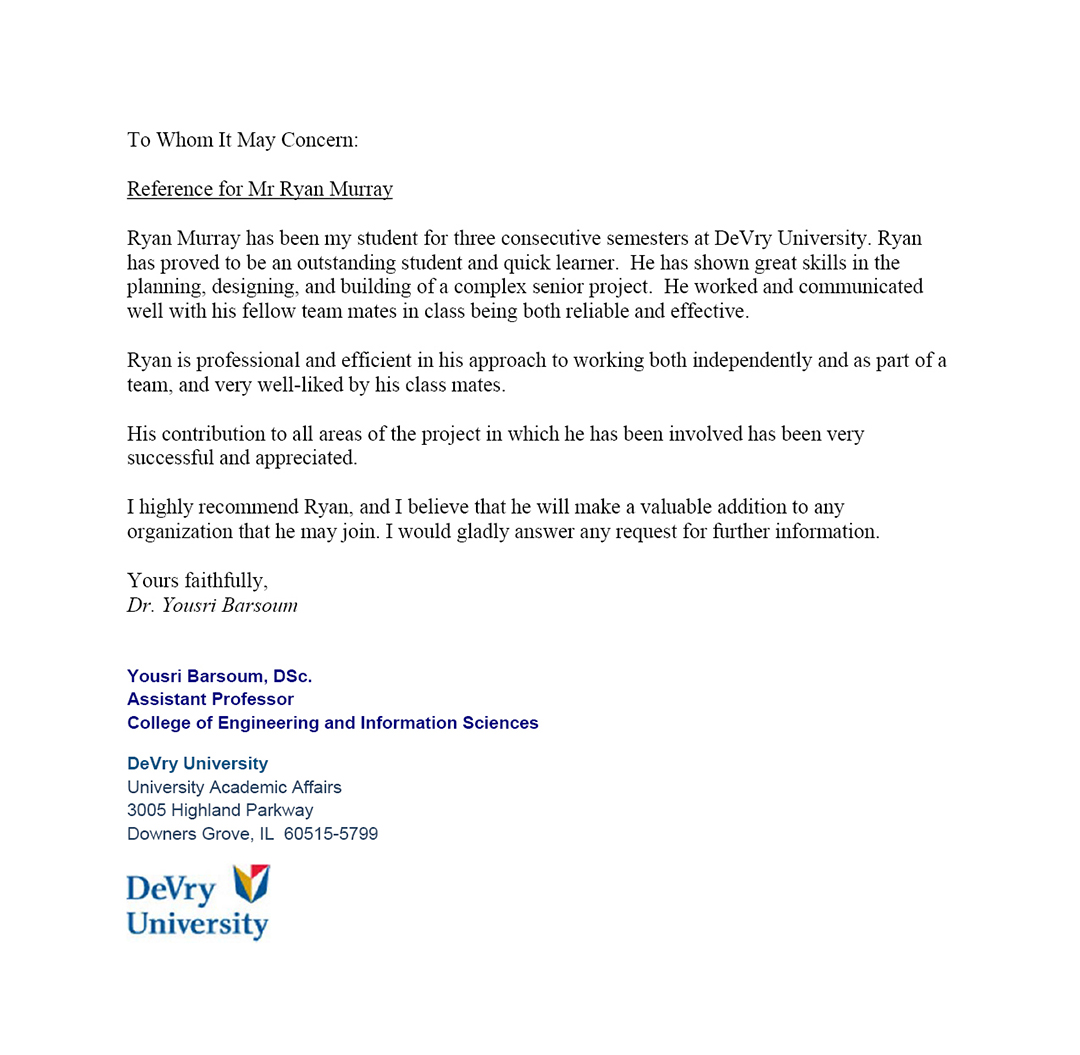 To Whom It May Concern:
Reference for Mr Ryan Murray
Ryan Murray has been my student for three consecutive semesters at DeVry University. Ryan
has proved to be an outstanding student and quick learner.  He has shown great skills in the
planning, designing, and building of a complex senior project.  He worked and communicated
well with his fellow team mates in class being both reliable and effective.
Ryan is professional and efficient in his approach to working both independently and as part of a
team, and very well-liked by his class mates.
His contribution to all areas of the project in which he has been involved has been very
successful and appreciated.
I highly recommend Ryan, and I believe that he will make a valuable addition to any
organization that he may join. I would gladly answer any request for further information.
Yours faithfully,
Dr. Yousri Barsoum
Yousri Barsoum, DSc.
Assistant Professor
College of Engineering and Information Sciences
DeVry University
University Academic Affairs
3005 Highland Parkway
Downers Grove, IL  60515-5799
DeVry
University